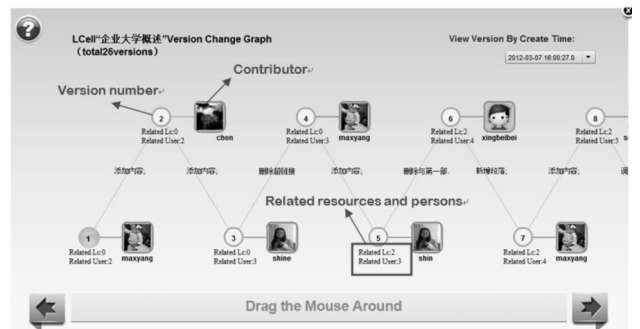 LCell“企业大学概述”Version Change Graph
（total26versions）
View Version By Create Time:
2012-03-07 16:00:27.0
Contributor
Version number
2
chen
Related Lc:0
Related User:2
4
maxyang
Related Lc:0
Related User:3
6
xingbeibei
Related Lc:2
Related User:4
8
s
Related Lc:2
Related User:5
添加内容;
添加内容;
删除超链接
添加内容;
删除与第一部.
新增段落;
添加内容;
调
Related resources and persons
1
maxyang
Related Lc:0
Related User:2
3
shine
Related Lc:0
Related User:3
5
shin
Related Lc:2
Related User:3
7
maxyang
Related Lc:2
Related User:4
Drag the Mouse Around